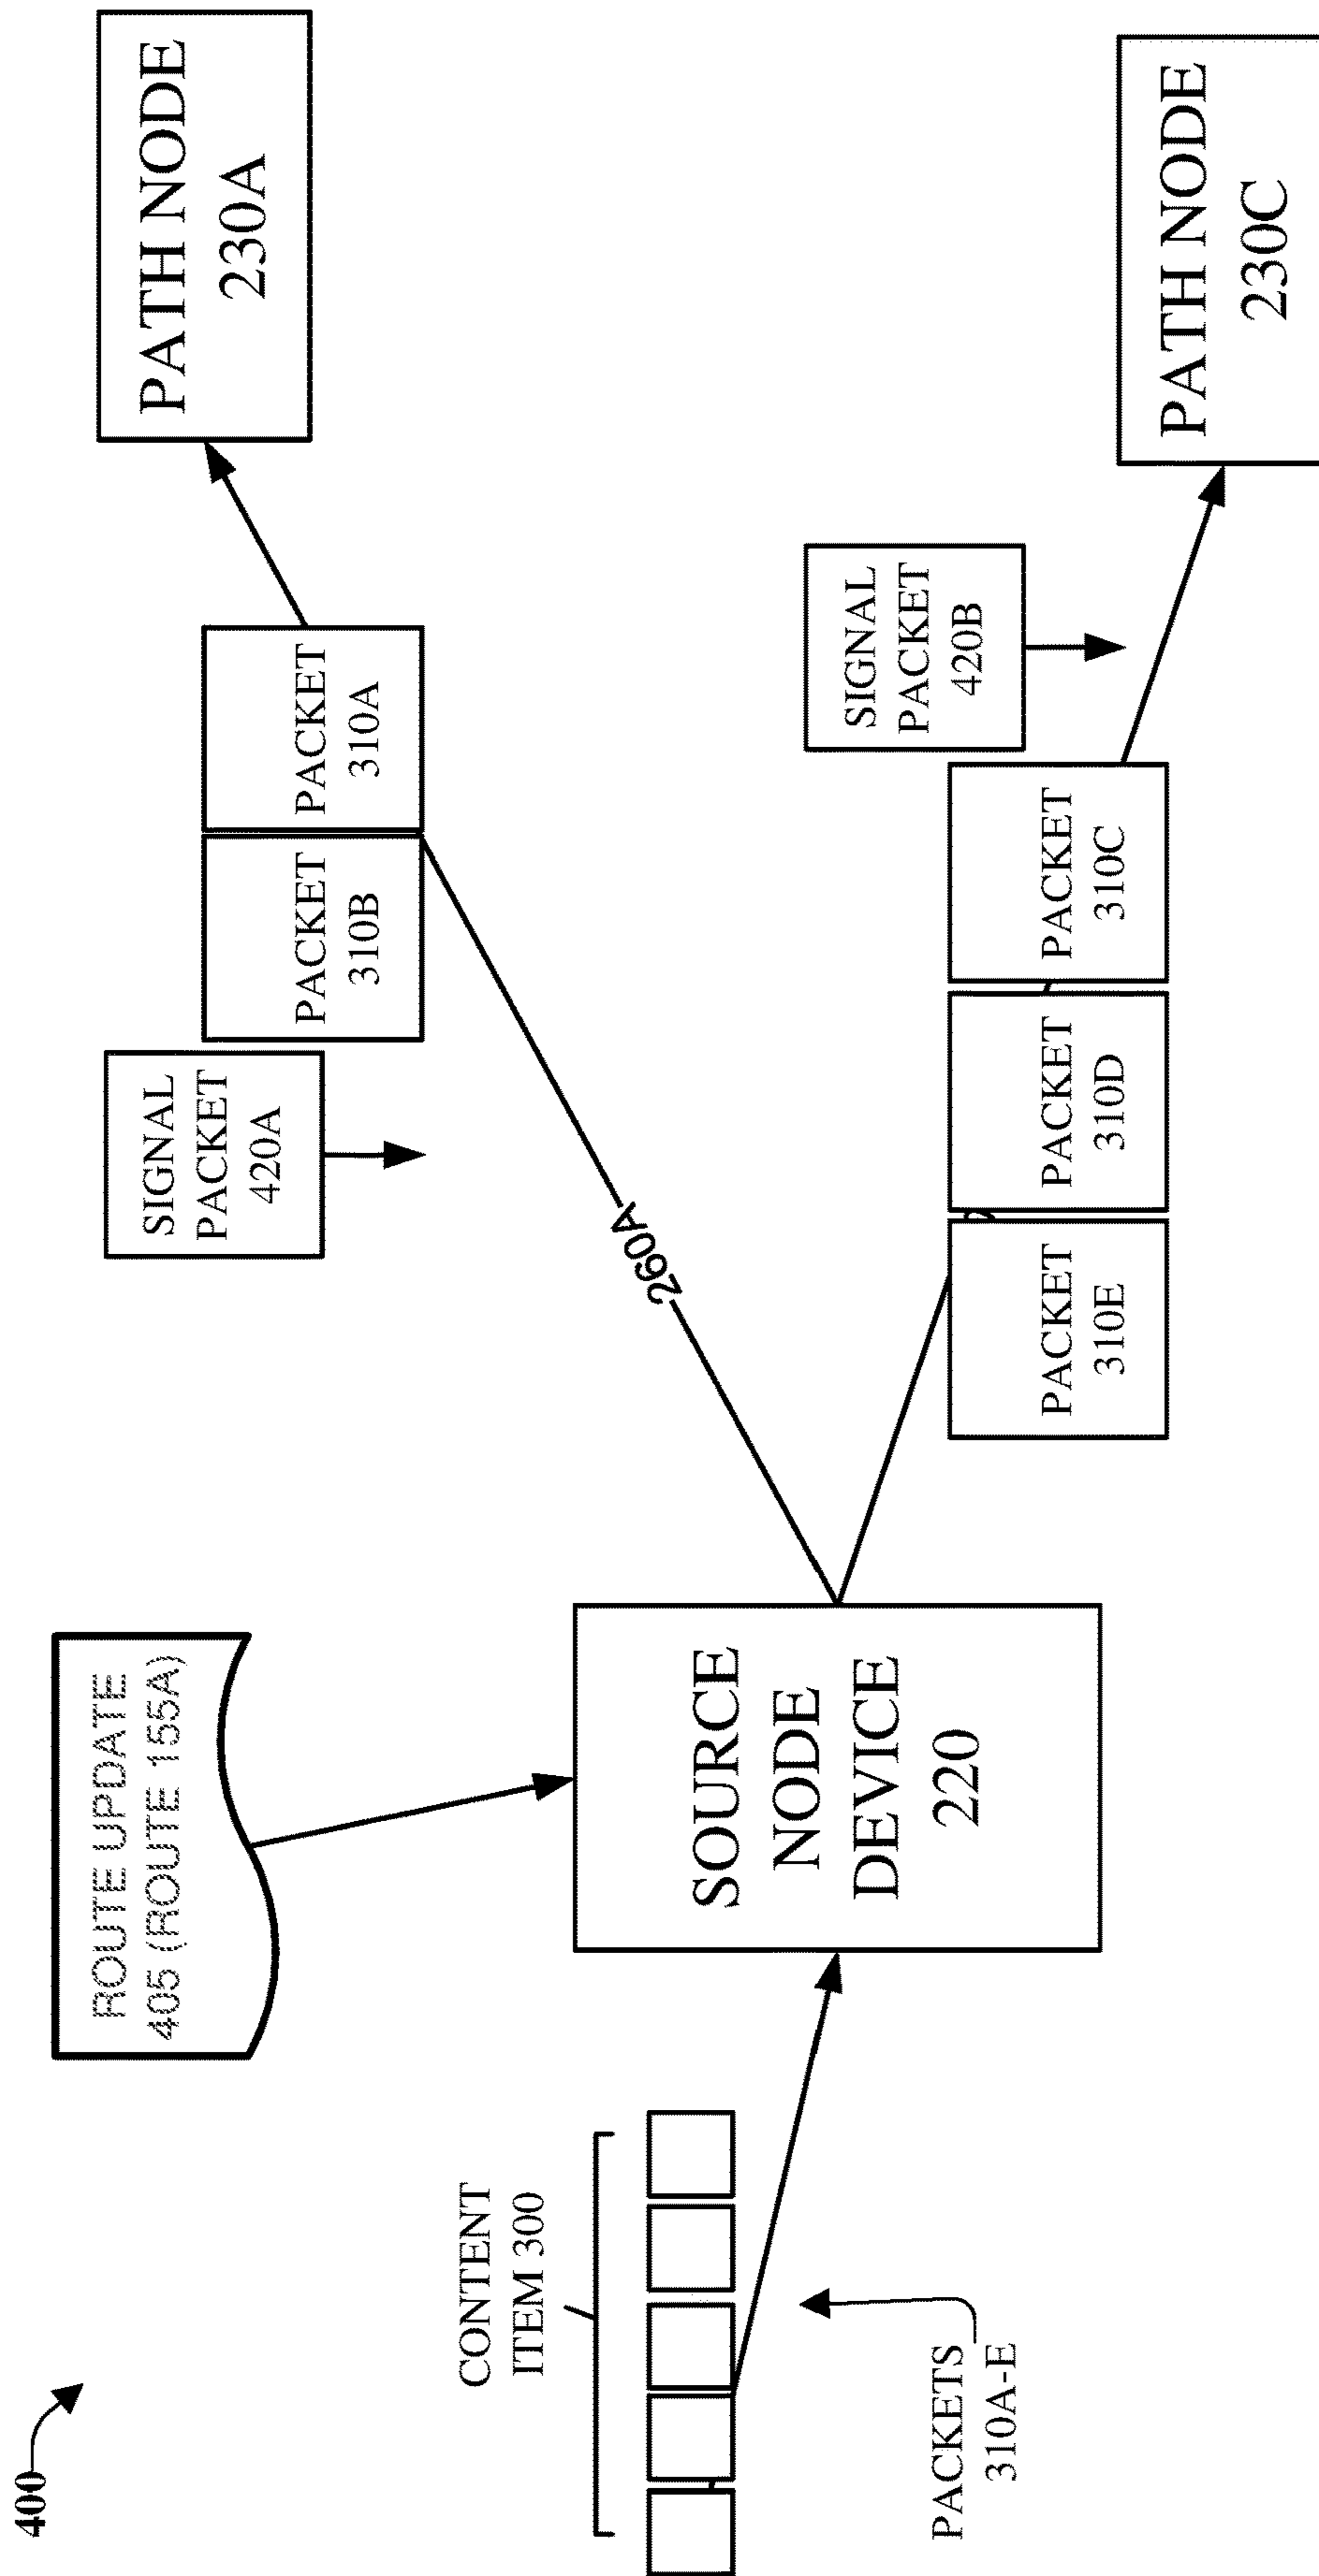 400
ROUTE UPDATE
405 (ROUTE 155A)
CONTENT
ITEM 300
PACKETS
310A-E
SOURCE
NODE
DEVICE
220
260A
SIGNAL
PACKET
420A
PACKET
310B
PACKET
310A
PATH NODE
230A
PACKET
310E
PACKET
310D
PACKET
310C
SIGNAL
PACKET
420B
PATH NODE
230C